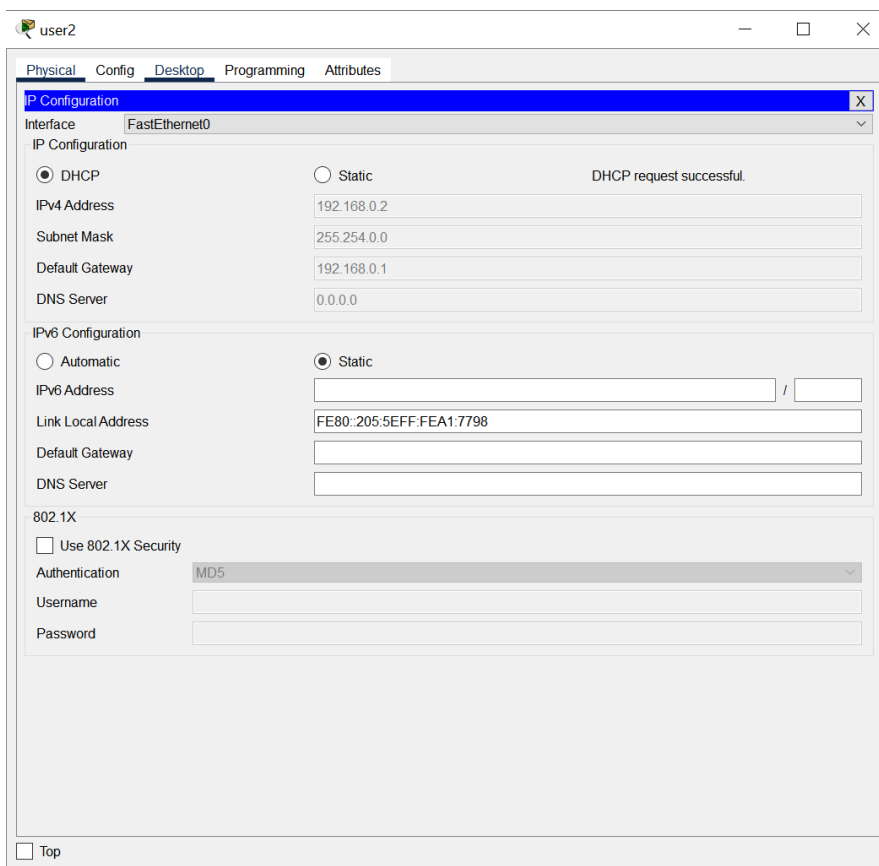 user2
Physical Config Desktop Programming Attributes
IP Configuration X
Interface FastEthernet0
IP Configuration
DHCP Static DHCP request successful.
IPv4 Address 192.168.0.2
Subnet Mask 255.254.0.0
Default Gateway 192.168.0.1
DNS Server 0.0.0.0
IPv6 Configuration
Automatic Static
IPv6 Address /
Link Local Address FE80::205:5EFF:FEA1:7798
Default Gateway
DNS Server
802.1X
Use 802.1X Security
Authentication MD5
Username
Password
Top